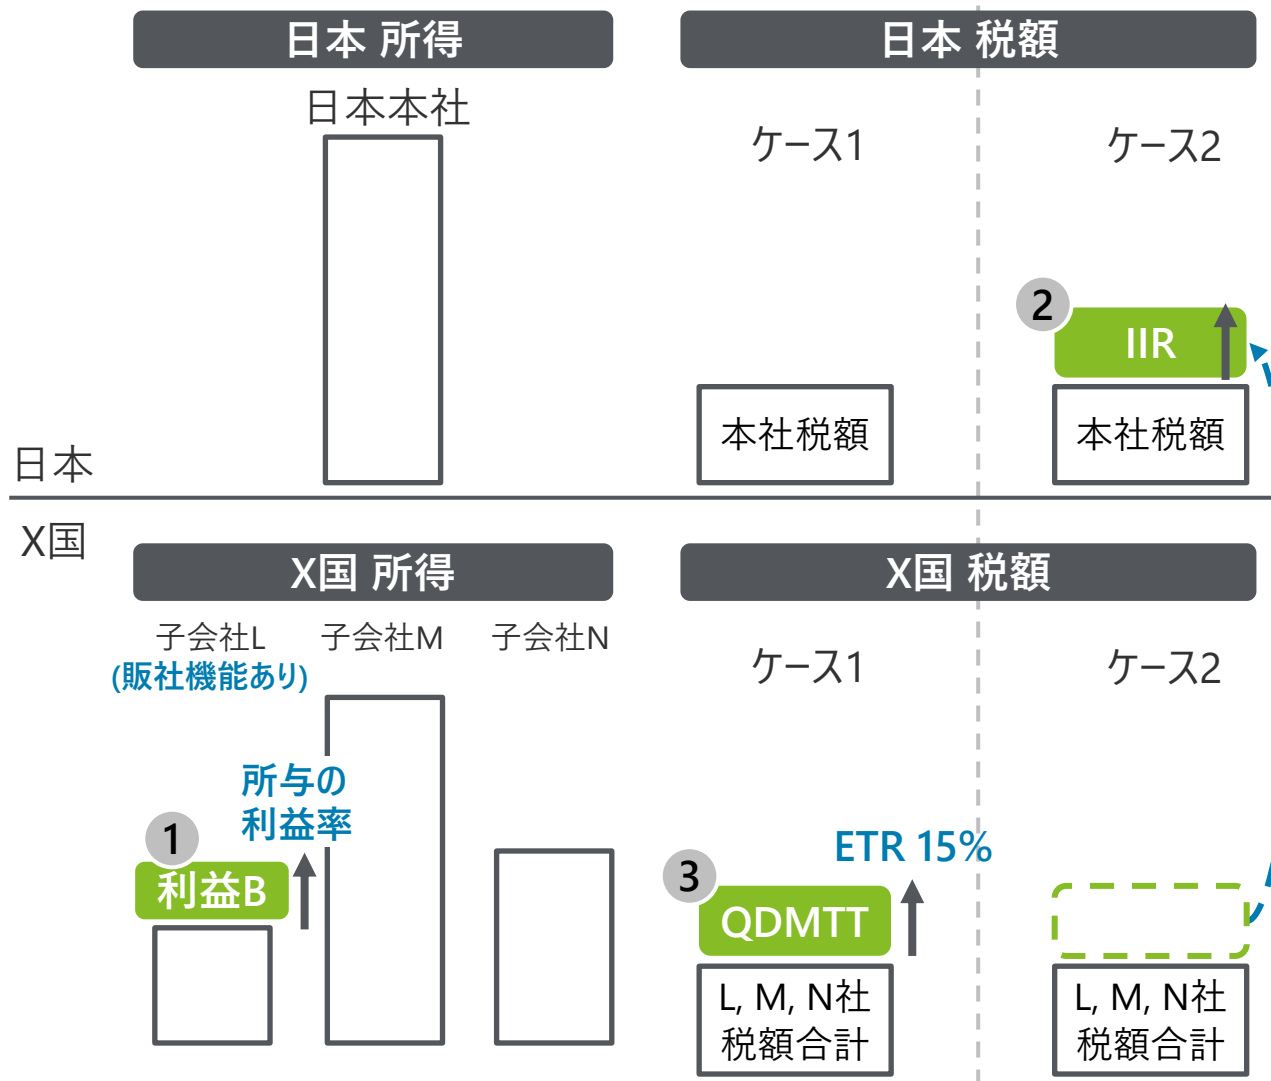 日本 所得
日本 税額
日本本社
ケース1
ケース2
2
IIR
本社税額
本社税額
日本
X国
X国 所得
X国 税額
子会社L
(販社機能あり)
子会社M
子会社N
ケース1
ケース2
所与の
利益率
1
利益B
ETR 15%
3
QDMTT
L, M, N社
税額合計
L, M, N社
税額合計